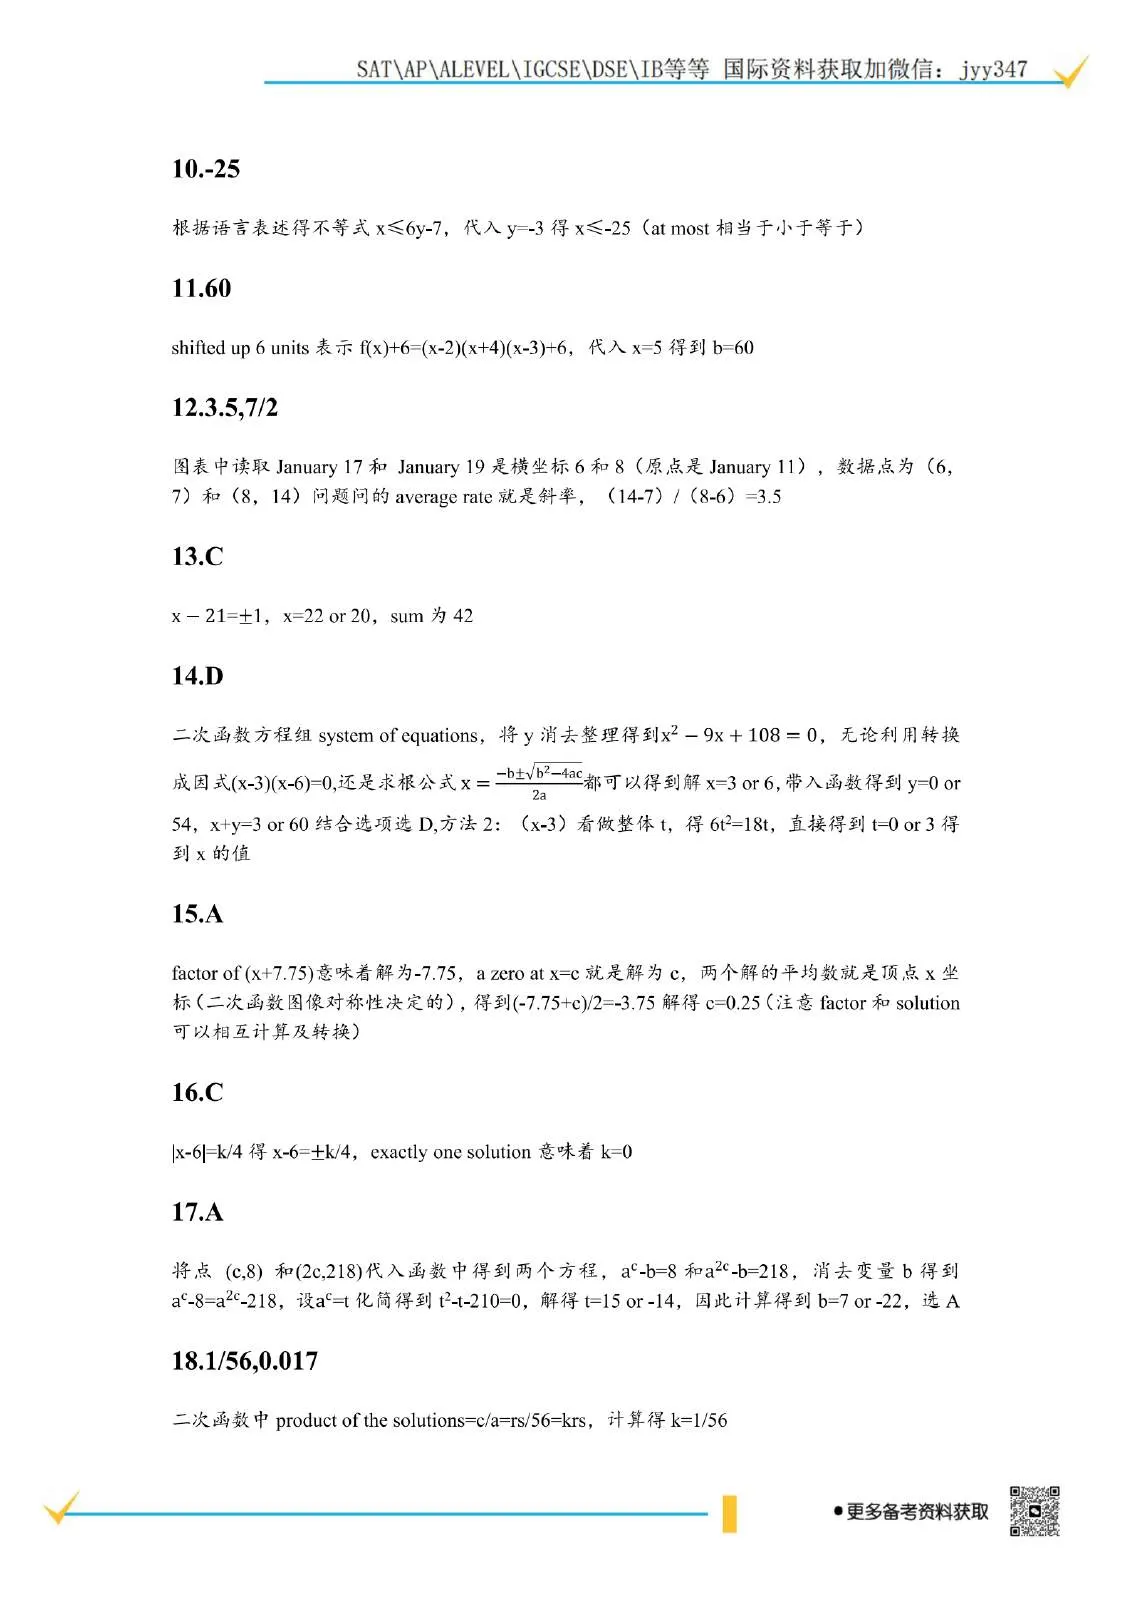 SAT\AP\ALEVEL\IGCSE\DSE\IB等等 国际资料获取加微信：jyy347
10.-25
根据语言表述得不等式 x≤6y-7，代入 y=-3 得 x≤-25（at most 相当于小于等于）
11.60
shifted up 6 units 表示 f(x)+6=(x-2)(x+4)(x-3)+6，代入 x=5 得到 b=60
12.3.5,7/2
图表中读取 January 17 和 January 19 是横坐标 6 和 8（原点是 January 11），数据点为（6，
7）和（8，14）问题问的 average rate 就是斜率，（14-7）/（8-6）=3.5
13.C
x − 21=±1，x=22 or 20，sum 为 42
14.D
二次函数方程组 system of equations，将 y 消去整理得到x² − 9x + 108 = 0，无论利用转换
成因式(x-3)(x-6)=0,还是求根公式 x = (−b±√(b²−4ac))/2a 都可以得到解 x=3 or 6，带入函数得到 y=0 or
54，x+y=3 or 60 结合选项选 D,方法 2：（x-3）看做整体 t，得 6t²=18t，直接得到 t=0 or 3 得
到 x 的值
15.A
factor of (x+7.75)意味着解为-7.75，a zero at x=c 就是解为 c，两个解的平均数就是顶点 x 坐
标（二次函数图像对称性决定的），得到(-7.75+c)/2=-3.75 解得 c=0.25（注意 factor 和 solution
可以相互计算及转换）
16.C
|x-6|=k/4 得 x-6=±k/4，exactly one solution 意味着 k=0
17.A
将点 (c,8) 和(2c,218)代入函数中得到两个方程，aᶜ-b=8 和a²ᶜ-b=218，消去变量 b 得到
aᶜ-8=a²ᶜ-218，设aᶜ=t 化简得到 t²-t-210=0，解得 t=15 or -14，因此计算得到 b=7 or -22，选 A
18.1/56,0.017
二次函数中 product of the solutions=c/a=rs/56=krs，计算得 k=1/56
●更多备考资料获取